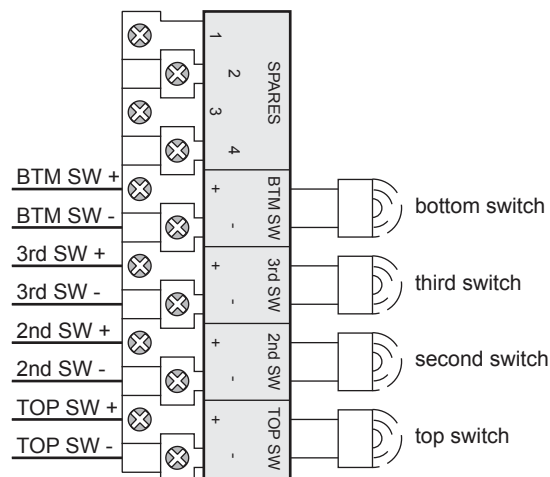 1
2
3
4
SPARES
BTM SW +
BTM SW -
+
-
BTM SW
bottom switch
3rd SW +
3rd SW -
+
-
3rd SW
third switch
2nd SW +
2nd SW -
+
-
2nd SW
second switch
TOP SW +
TOP SW -
+
-
TOP SW
top switch